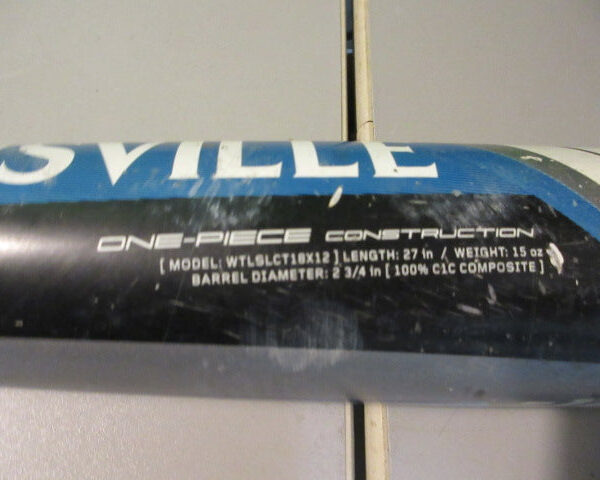 SVILLE
ONE-PIECE CONSTRUCTION
[ MODEL: WTLSLCT18X12 ] LENGTH: 27 in / WEIGHT: 15 oz
BARREL DIAMETER: 2 3/4 in [ 100% C1C COMPOSITE ]